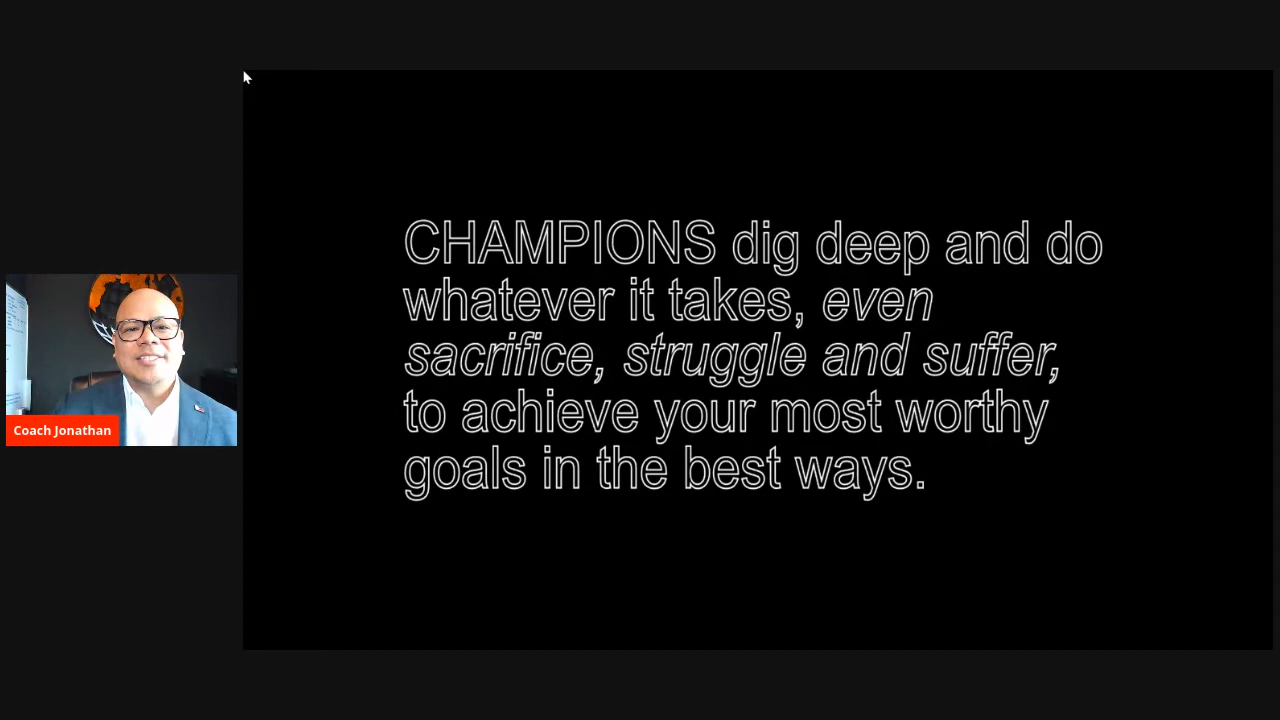 CHAMPIONS dig deep and do
whatever it takes, even
sacrifice, struggle and suffer,
to achieve your most worthy
goals in the best ways.
Coach Jonathan